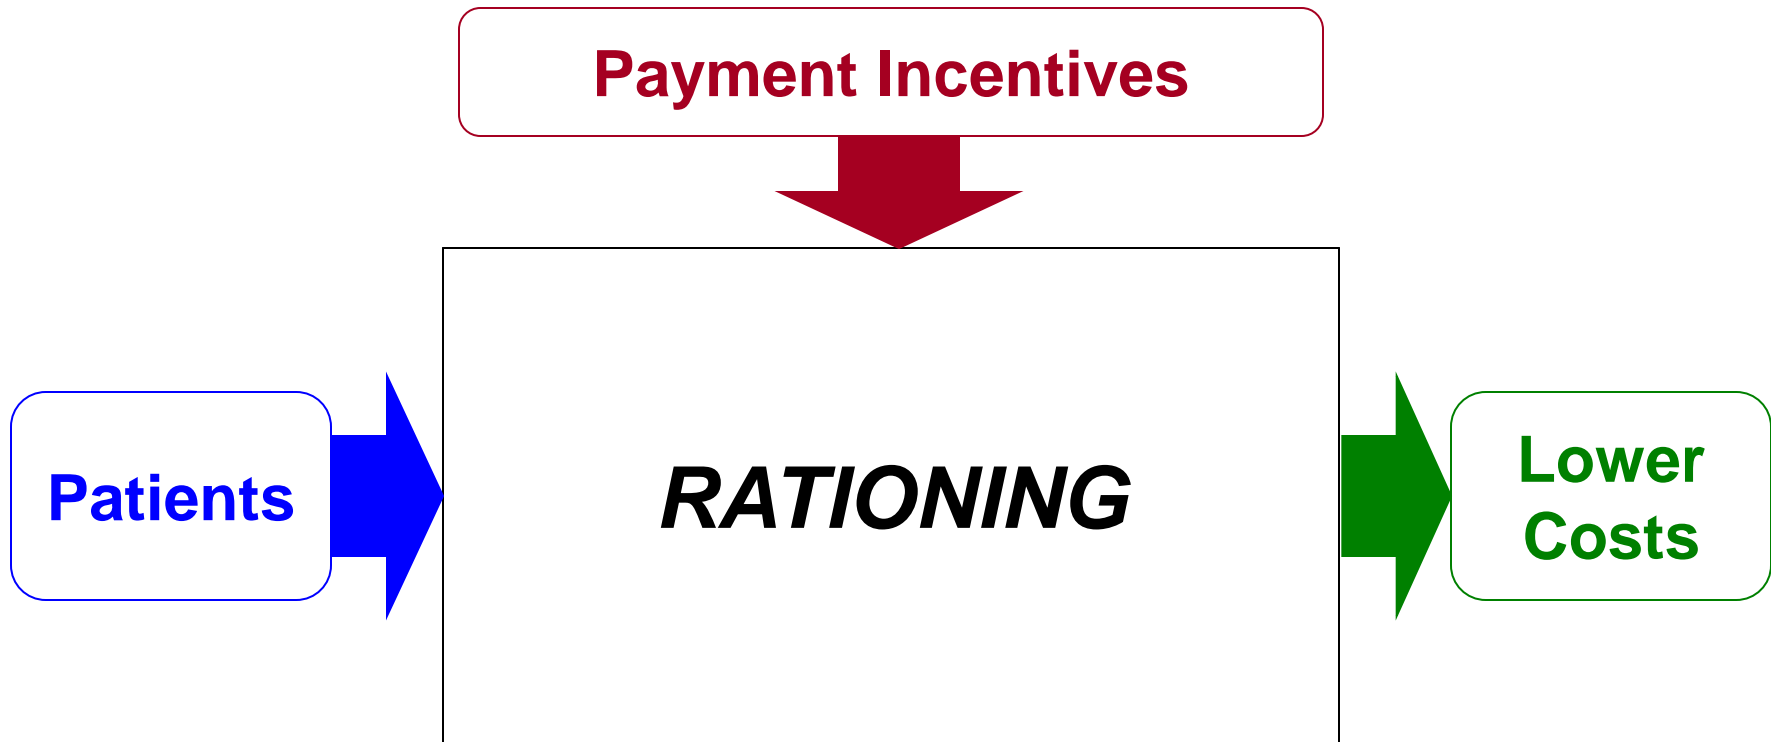 Payment Incentives
Patients
RATIONING
Lower
Costs